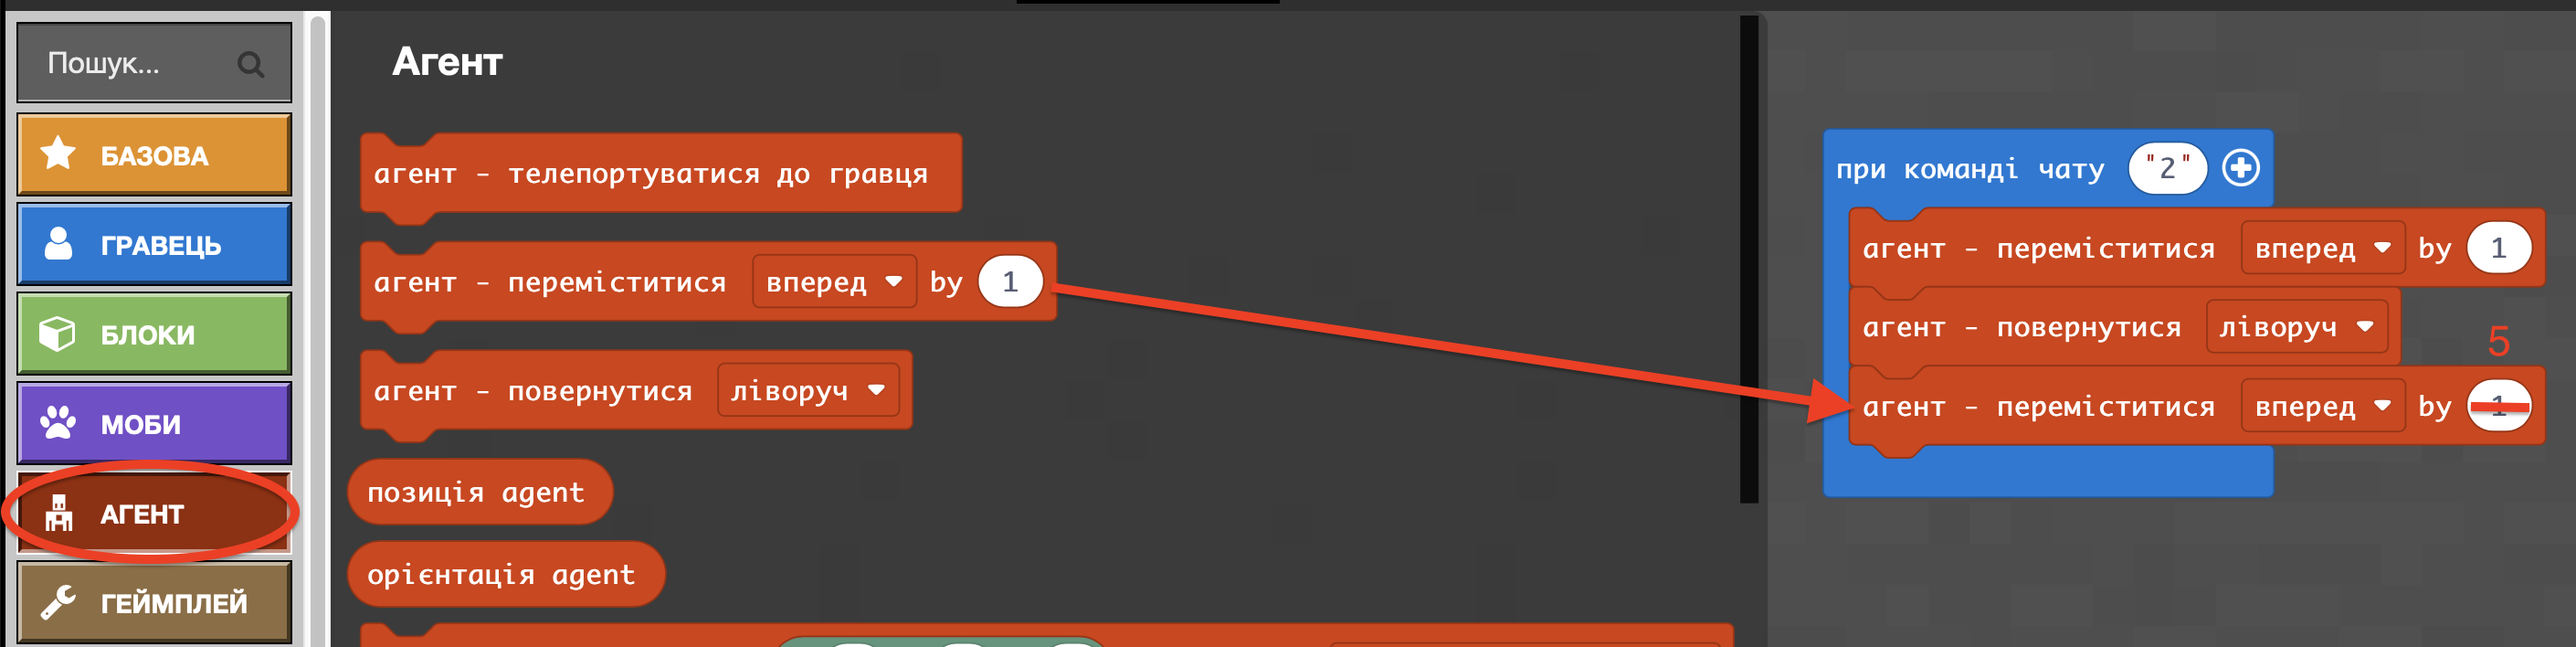 Пошук...
БАЗОВА
ГРАВЕЦЬ
БЛОКИ
МОБИ
АГЕНТ
ГЕЙМПЛЕЙ
Агент
агент - телепортуватися до гравця
агент - переміститися вперед by 1
агент - повернутися ліворуч
позиція agent
орієнтація agent
при команді чату "2"
агент - переміститися вперед by 1
агент - повернутися ліворуч
5
агент - переміститися вперед by 1